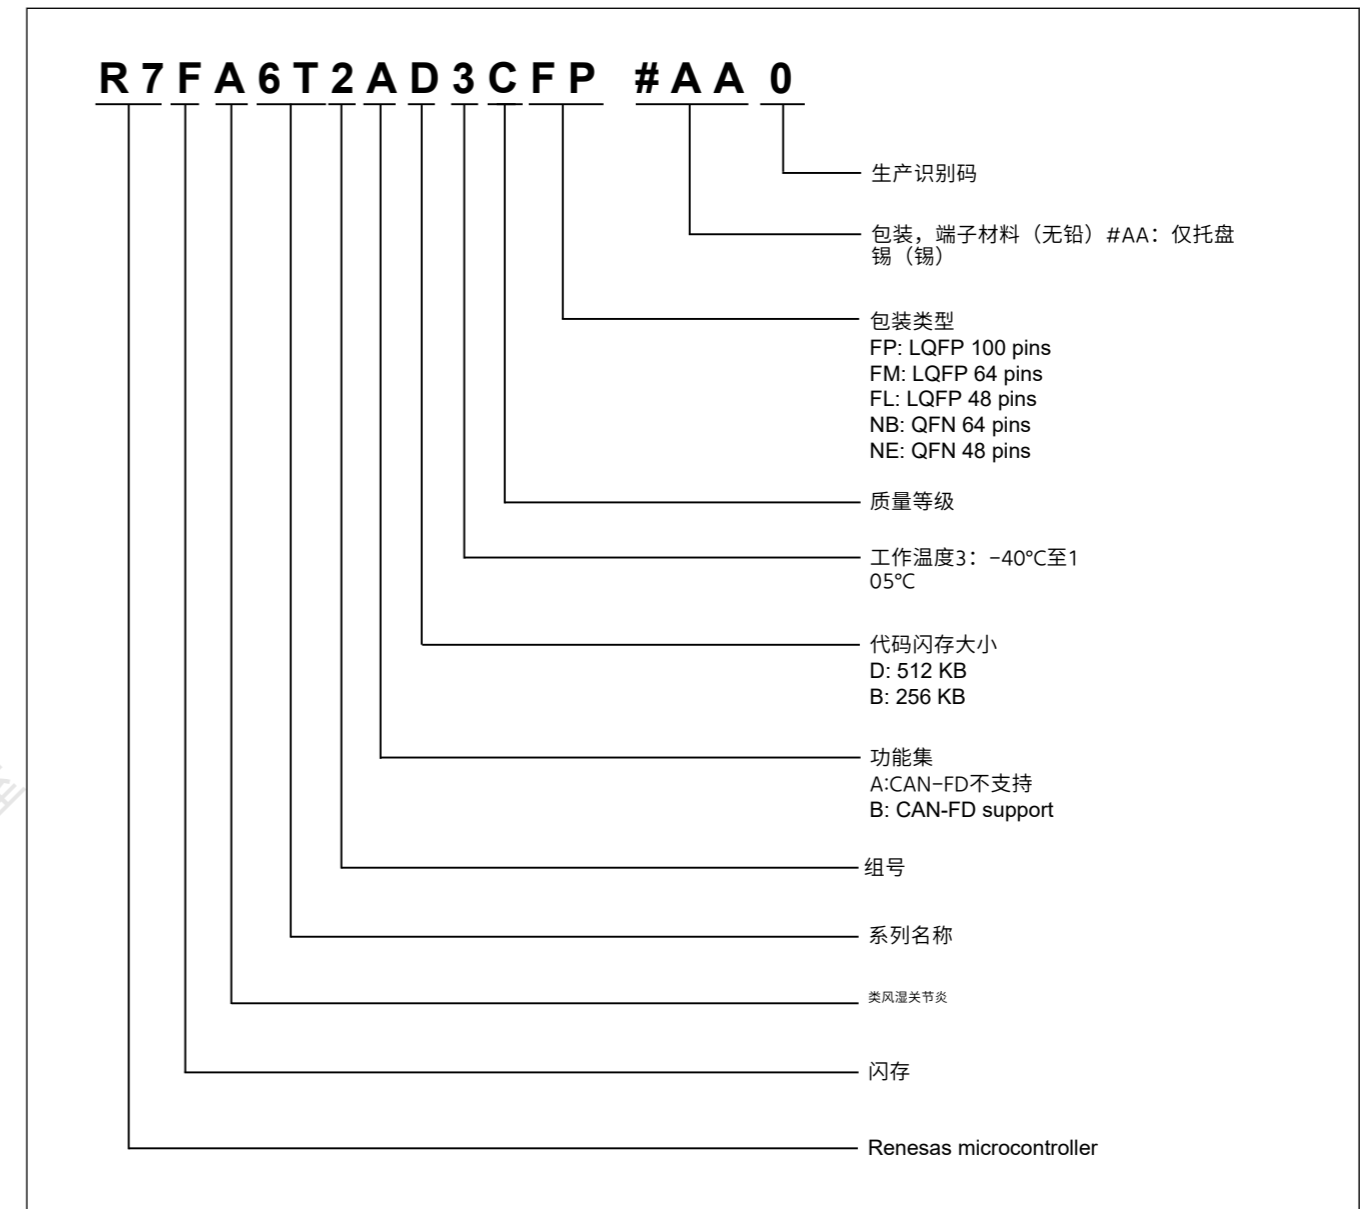 R7FA6T2AD3CFP #AA0
生产识别码
包装，端子材料（无铅）#AA：仅托盘
锡（锡）
包装类型
FP: LQFP 100 pins
FM: LQFP 64 pins
FL: LQFP 48 pins
NB: QFN 64 pins
NE: QFN 48 pins
质量等级
工作温度3：-40°C至1
05°C
代码闪存大小
D: 512 KB
B: 256 KB
功能集
A:CAN-FD不支持
B: CAN-FD support
组号
系列名称
类风湿关节炎
闪存
Renesas microcontroller